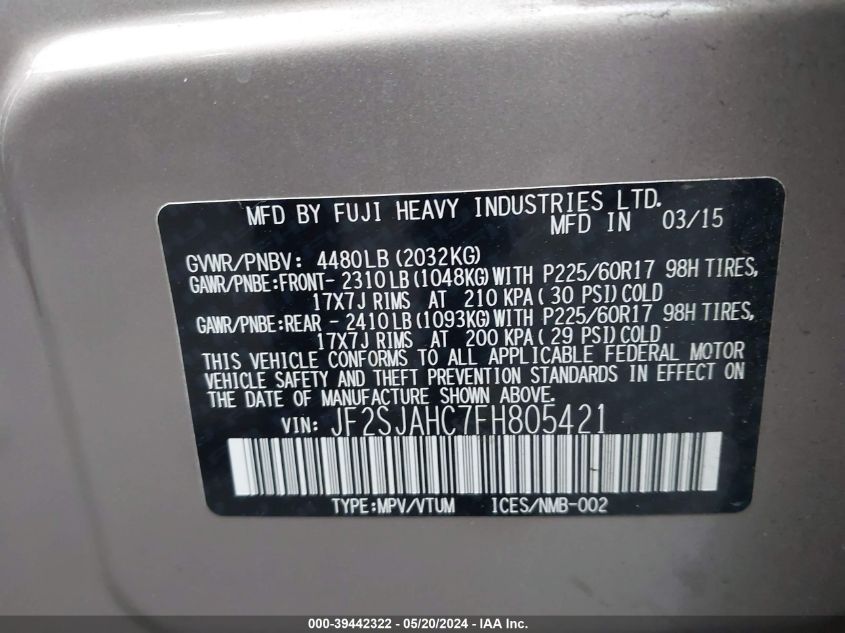 MFD BY FUJI HEAVY INDUSTRIES LTD.
MFD IN 03/15
GVWR/PNBV: 4480LB (2032KG)
GAWR/PNBE:FRONT- 2310LB (1048KG) WITH P225/60R17 98H TIRES,
17X7J RIMS AT 210 KPA( 30 PSI) COLD
GAWR/PNBE:REAR - 2410LB (1093KG) WITH P225/60R17 98H TIRES,
17X7J RIMS AT 200 KPA( 29 PSI) COLD
THIS VEHICLE CONFORMS TO ALL APPLICABLE FEDERAL MOTOR
VEHICLE SAFETY AND THEFT PREVENTION STANDARDS IN EFFECT ON
THE DATE OF MANUFACTURE SHOWN ABOVE.
VIN: JF2SJAHC7FH805421
TYPE:MPV/VTUM ICES/NMB-002
000-39442322 - 05/20/2024 - IAA Inc.